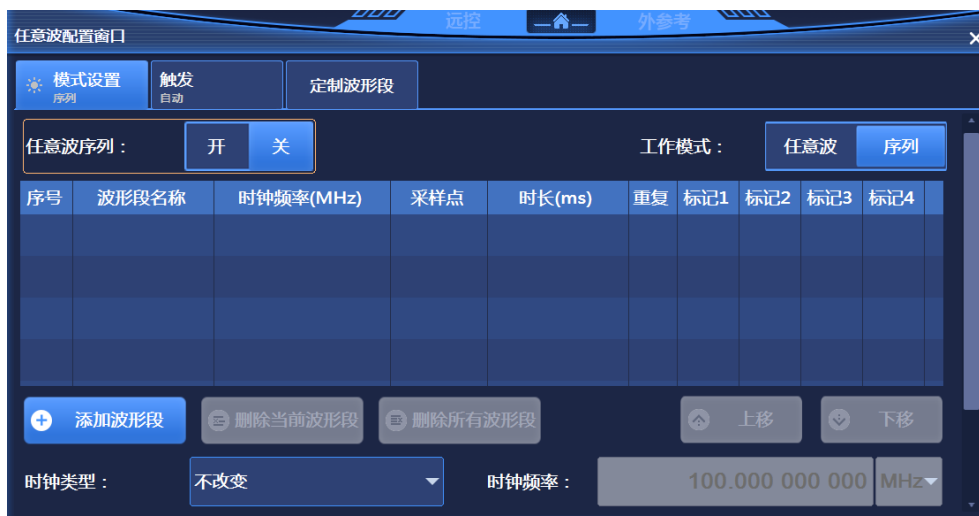 远控 外参考
任意波配置窗口
模式设置 触发 定制波形段
序列 自动
任意波序列： 开 关 工作模式： 任意波 序列
序号 波形段名称 时钟频率(MHz) 采样点 时长(ms) 重复 标记1 标记2 标记3 标记4
添加波形段 删除当前波形段 删除所有波形段 上移 下移
时钟类型： 不改变 时钟频率： 100.000 000 000 MHz